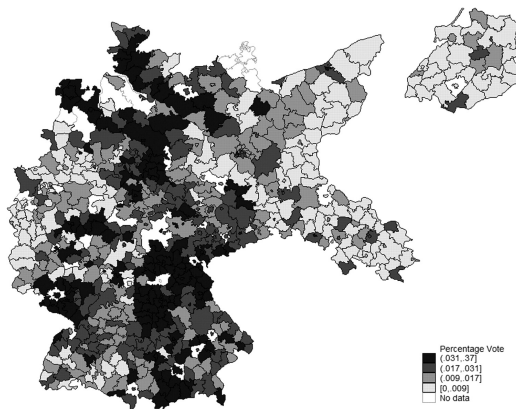 Percentage Vote
(.031,.37]
(.017,.031]
(.009,.017]
[0,.009]
No data